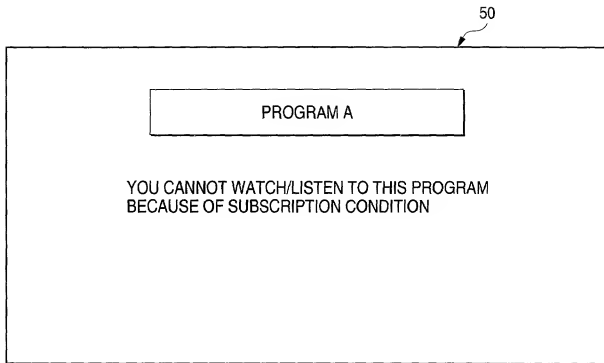 50
PROGRAM A
YOU CANNOT WATCH/LISTEN TO THIS PROGRAM
BECAUSE OF SUBSCRIPTION CONDITION